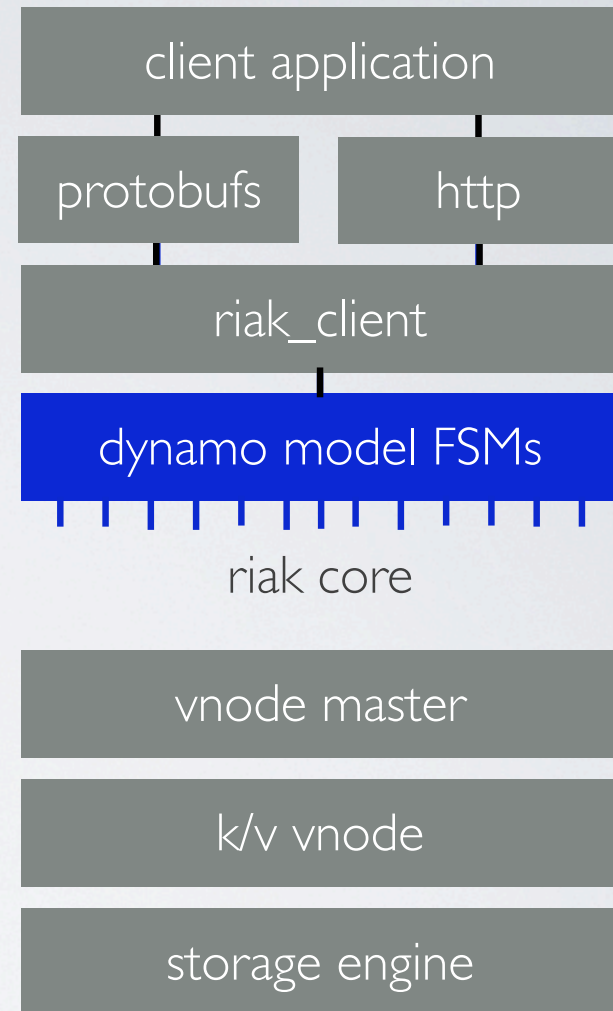 client application
protobufs
http
riak_client
dynamo model FSMs
riak core
vnode master
k/v vnode
storage engine